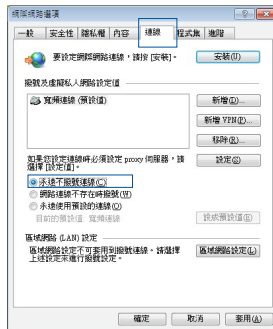 網際網路選項
一般 安全性 隱私權 內容 連線 程式集 進階
要設定網際網路連線，請按 [安裝]。 安裝(U)
撥號及虛擬私人網路設定值
寬頻連線 (預設值) 新增(D)...
新增 VPN(P)...
移除(R)...
如果您設定連線時必須設定 proxy 伺服器，請
選擇 [設定值]。 設定(S)
永遠不撥號連線(C)
網路連線不存在時撥號(W)
永遠使用預設的連線(O)
目前的預設值 寬頻連線 設成預設值(E)
區域網路 (LAN) 設定
區域網路設定不可套用到撥號連線。請選擇 區域網路設定(L)
上述設定來進行撥號設定。
確定 取消 套用(A)